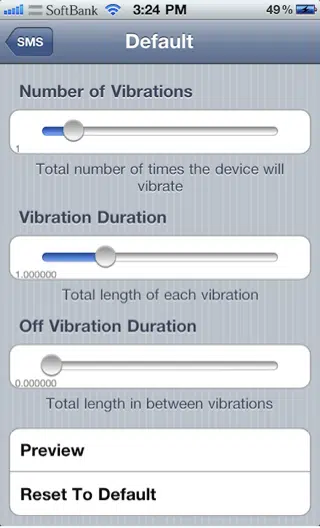 SoftBank 3:24 PM 49%
SMS Default
Number of Vibrations
1
Total number of times the device will
vibrate
Vibration Duration
1.000000
Total length of each vibration
Off Vibration Duration
0.000000
Total length in between vibrations
Preview
Reset To Default